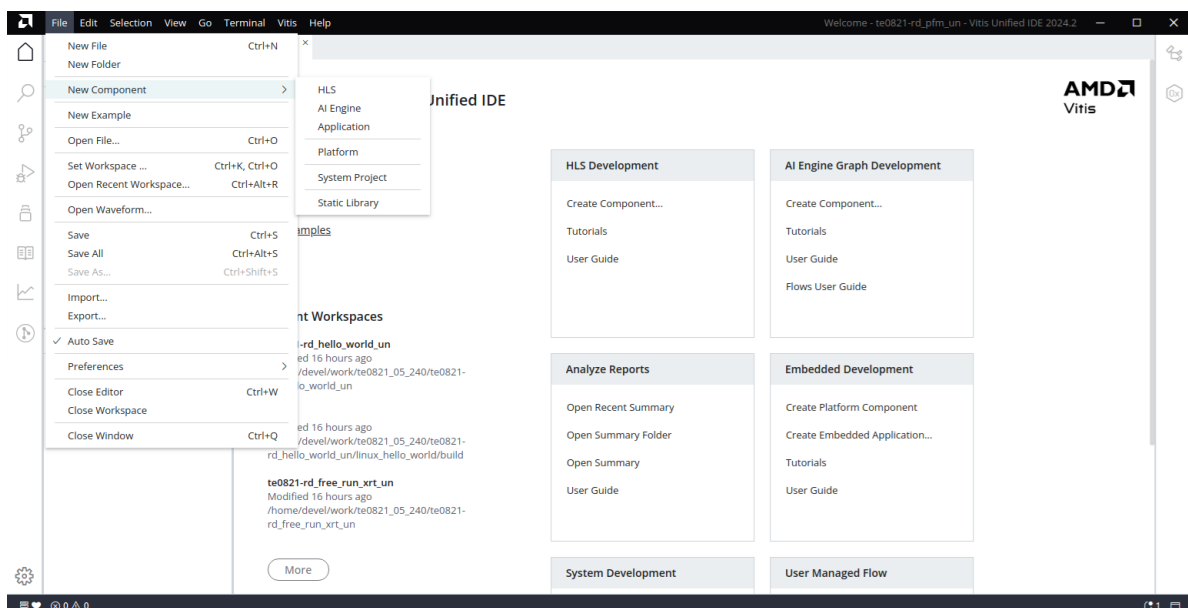 File Edit Selection View Go Terminal Vitis Help
Welcome - te0821-rd_pfm_un - Vitis Unified IDE 2024.2
New File Ctrl+N
New Folder
New Component
New Example
Open File... Ctrl+O
Set Workspace ... Ctrl+K, Ctrl+O
Open Recent Workspace... Ctrl+Alt+R
Open Waveform...
Save Ctrl+S
Save All Ctrl+Alt+S
Save As... Ctrl+Shift+S
Import...
Export...
Auto Save
Preferences
Close Editor Ctrl+W
Close Workspace
Close Window Ctrl+Q
HLS
AI Engine
Application
Platform
System Project
Static Library
Unified IDE
AMD
Vitis
amples
nt Workspaces
-rd_hello_world_un
ed 16 hours ago
/devel/work/te0821_05_240/te0821-
lo_world_un
ed 16 hours ago
/devel/work/te0821_05_240/te0821-
rd_hello_world_un/linux_hello_world/build
te0821-rd_free_run_xrt_un
Modified 16 hours ago
/home/devel/work/te0821_05_240/te0821-
rd_free_run_xrt_un
More
HLS Development
Create Component...
Tutorials
User Guide
AI Engine Graph Development
Create Component...
Tutorials
User Guide
Flows User Guide
Analyze Reports
Open Recent Summary
Open Summary Folder
Open Summary
User Guide
Embedded Development
Create Platform Component
Create Embedded Application...
Tutorials
User Guide
System Development
User Managed Flow
0 0
1